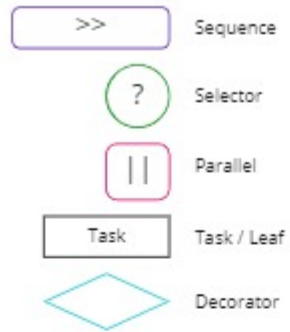 >> Sequence
? Selector
|| Parallel
Task Task / Leaf
Decorator